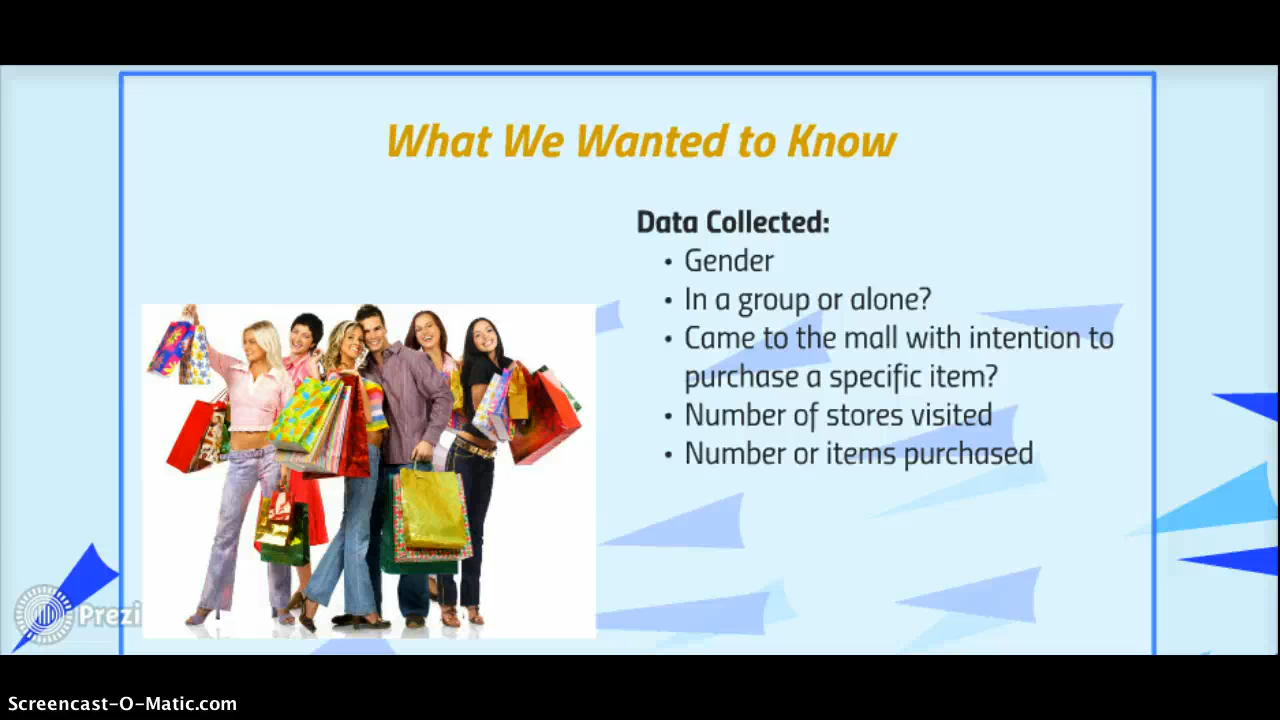 What We Wanted to Know
Data Collected:
• Gender
• In a group or alone?
• Came to the mall with intention to
purchase a specific item?
• Number of stores visited
• Number or items purchased
Prezi
Screencast-O-Matic.com